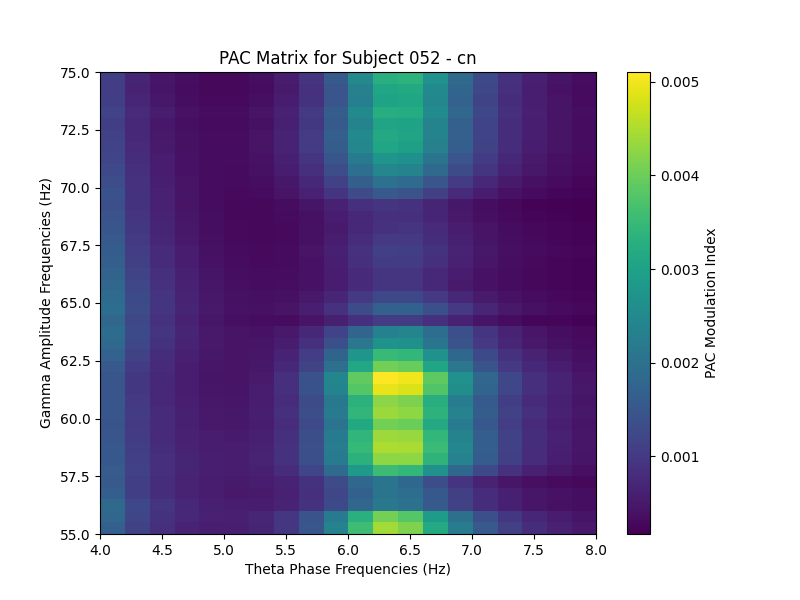 PAC Matrix for Subject 052 - cn
75.0
72.5
70.0
67.5
65.0
62.5
60.0
57.5
55.0
Gamma Amplitude Frequencies (Hz)
4.0 4.5 5.0 5.5 6.0 6.5 7.0 7.5 8.0
Theta Phase Frequencies (Hz)
0.005
0.004
0.003
0.002
0.001
PAC Modulation Index